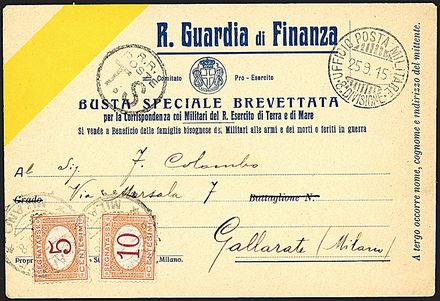 R. Guardia di Finanza
UFFICIO POSTA MILITARE
25.9.15
DIVISIONE
Comitato Pro-Esercito
BUSTA SPECIALE BREVETTATA
per la Corrispondenza coi Militari del R. Esercito di Terra e di Mare
Si vende a Beneficio delle famiglie bisognose dei Militari alle armi e dei morti o feriti in guerra
Al Sig. F. Colombo
Grado Via Marsala 7 Battaglione N.
Gallarate (Milano)
SEGNATASSE
5
CENTESIMI
SEGNATASSE
10
CENTESIMI
Milano.
A tergo occorre nome, cognome e indirizzo del mittente.